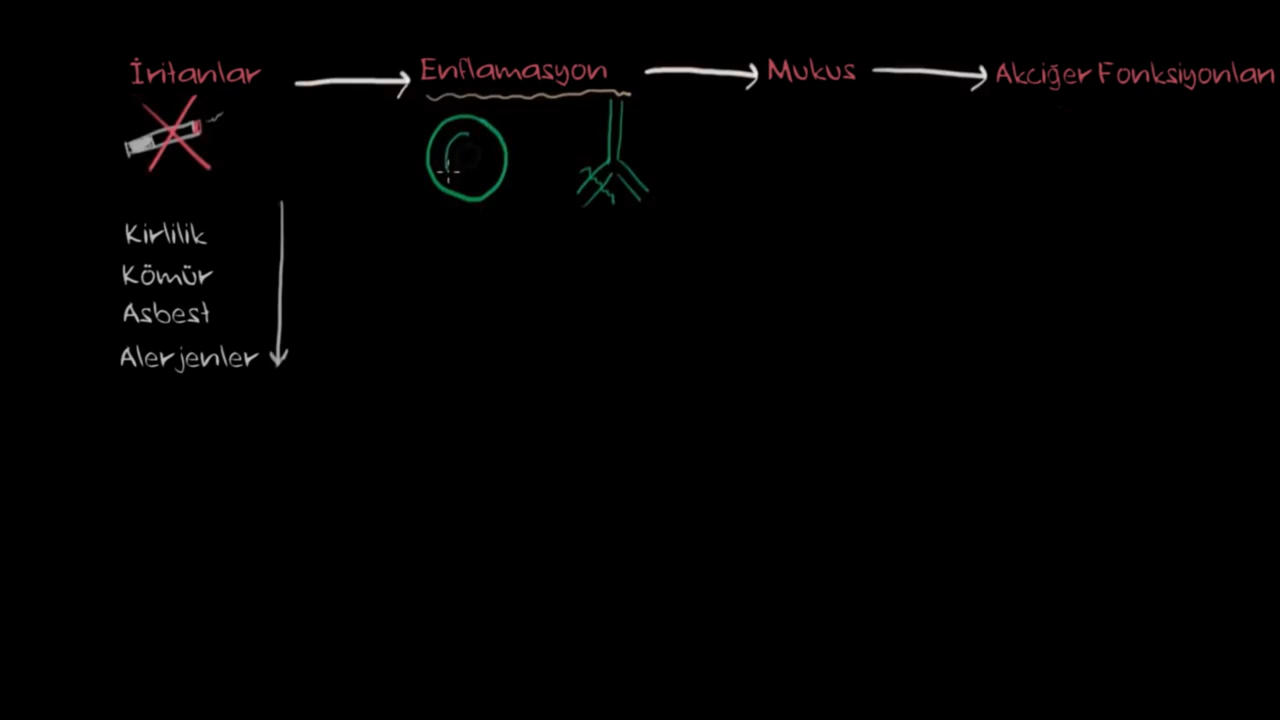 İritanlar
Enflamasyon
Mukus
Akciğer Fonksiyonları
Kirlilik
Kömür
Asbest
Alerjenler